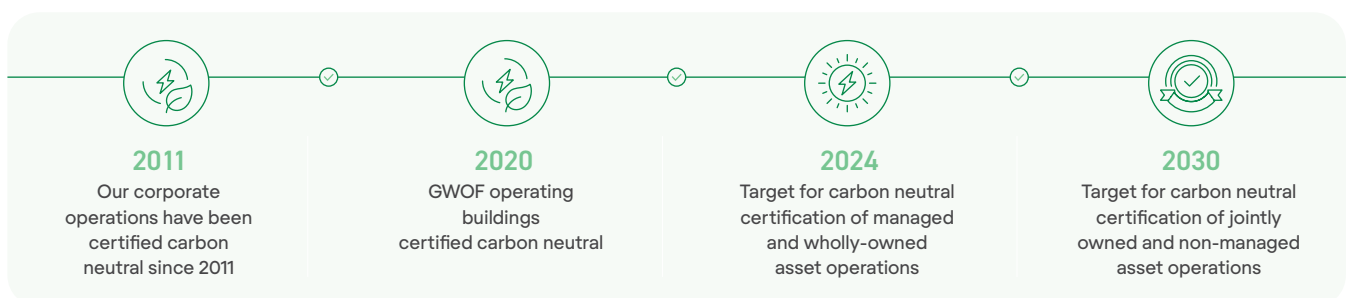 2011
Our corporate
operations have been
certified carbon
neutral since 2011
2020
GWOF operating
buildings
certified carbon neutral
2024
Target for carbon neutral
certification of managed
and wholly-owned
asset operations
2030
Target for carbon neutral
certification of jointly
owned and non-managed
asset operations